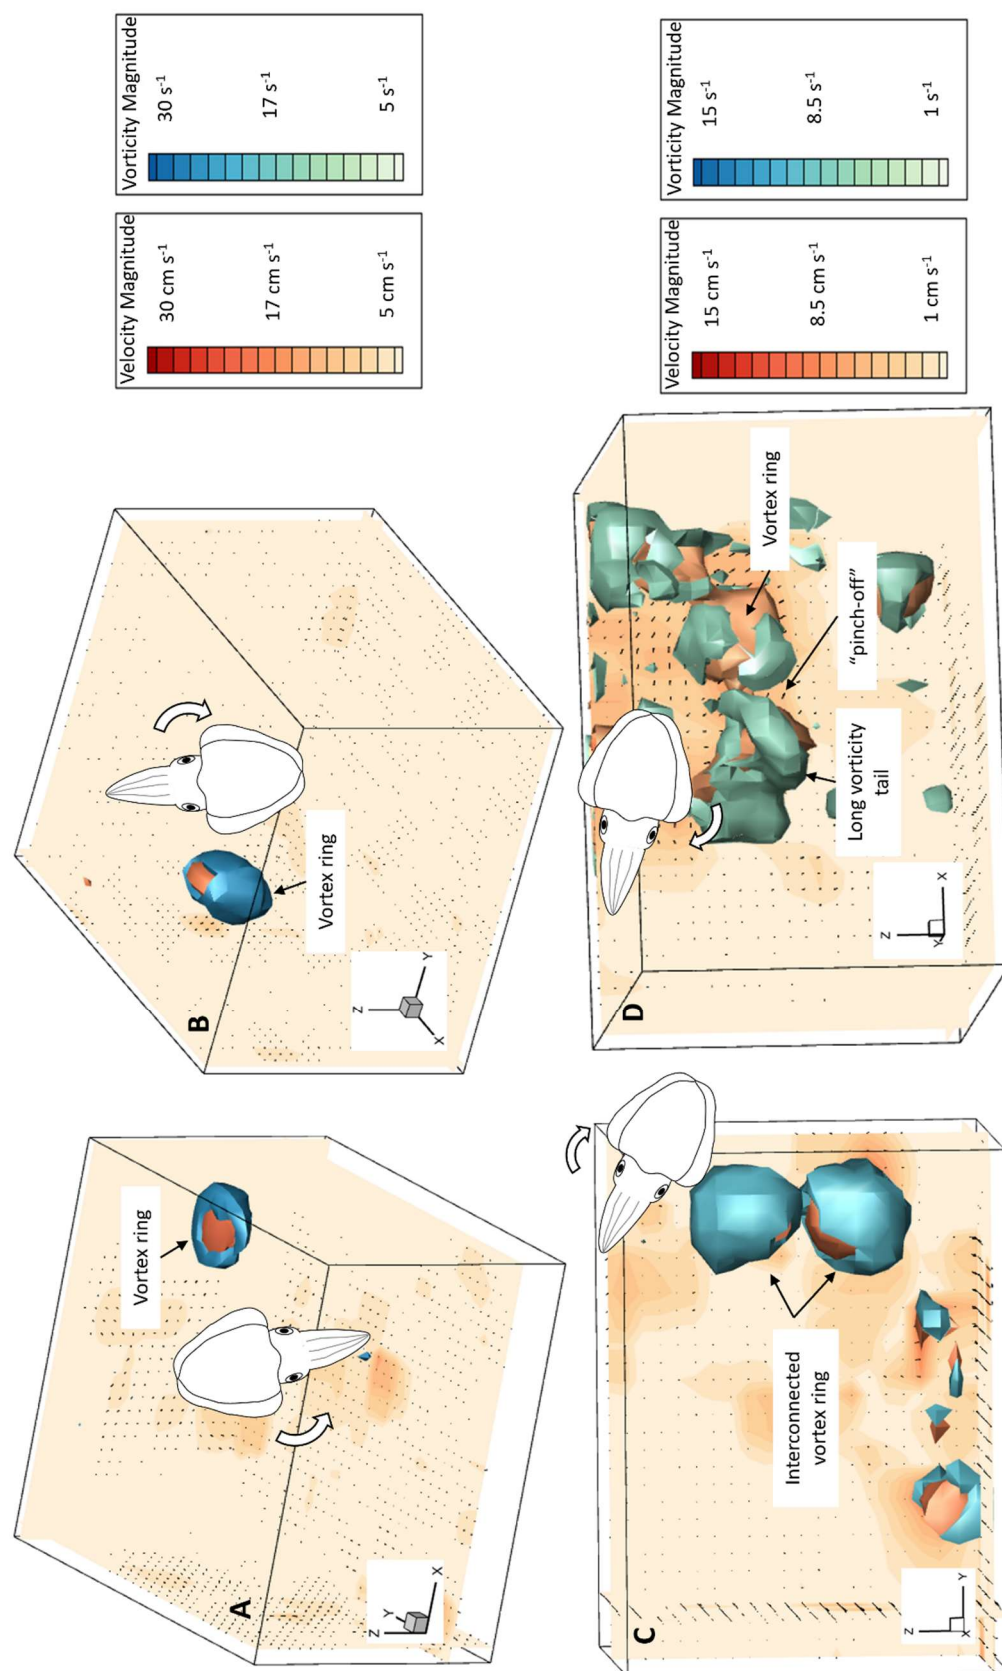 A
Vortex ring
Z
Y
X
B
Vortex ring
Z
Y
X
Velocity Magnitude
30 cm s⁻¹
17 cm s⁻¹
5 cm s⁻¹
Vorticity Magnitude
30 s⁻¹
17 s⁻¹
5 s⁻¹
C
Interconnected
vortex ring
Z
X
Y
D
Vortex ring
"pinch-off"
Long vorticity
tail
Z
Y
X
Velocity Magnitude
15 cm s⁻¹
8.5 cm s⁻¹
1 cm s⁻¹
Vorticity Magnitude
15 s⁻¹
8.5 s⁻¹
1 s⁻¹